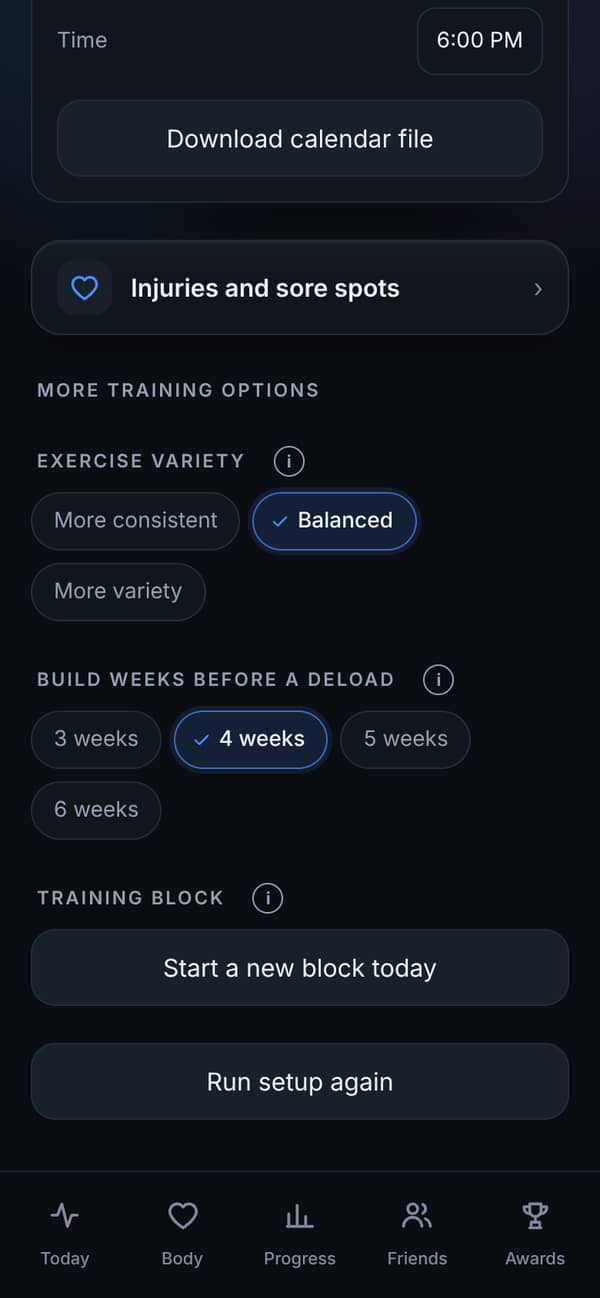 Time
6:00 PM
Download calendar file
Injuries and sore spots
MORE TRAINING OPTIONS
EXERCISE VARIETY
More consistent
Balanced
More variety
BUILD WEEKS BEFORE A DELOAD
3 weeks
4 weeks
5 weeks
6 weeks
TRAINING BLOCK
Start a new block today
Run setup again
Today
Body
Progress
Friends
Awards